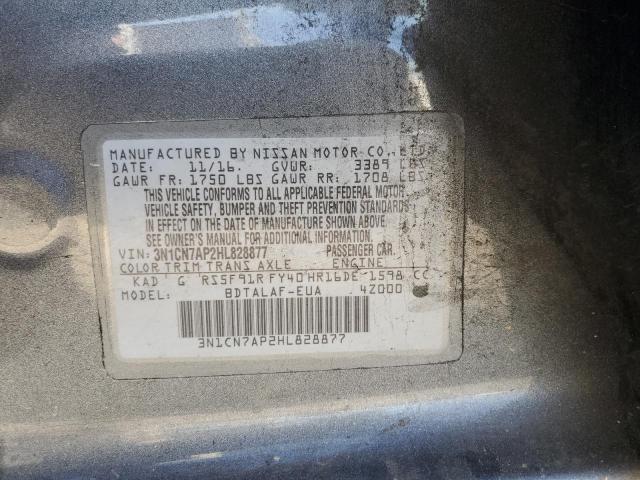 MANUFACTURED BY NISSAN MOTOR CO., LTD.
DATE: 11/16. GVWR: 3389 LBS
GAWR FR: 1750 LBS GAWR RR: 1708 LBS
THIS VEHICLE CONFORMS TO ALL APPLICABLE FEDERAL MOTOR
VEHICLE SAFETY, BUMPER AND THEFT PREVENTION STANDARDS
IN EFFECT ON THE DATE OF MANUFACTURE SHOWN ABOVE.
SEE OWNER'S MANUAL FOR ADDITIONAL INFORMATION.
VIN: 3N1CN7AP2HL828877 PASSENGER CAR
COLOR TRIM TRANS AXLE ENGINE
KAD G RS5F91R FY40 HR16DE 1598 CC
MODEL: BDTALAF-EUA 4Z000
3N1CN7AP2HL828877